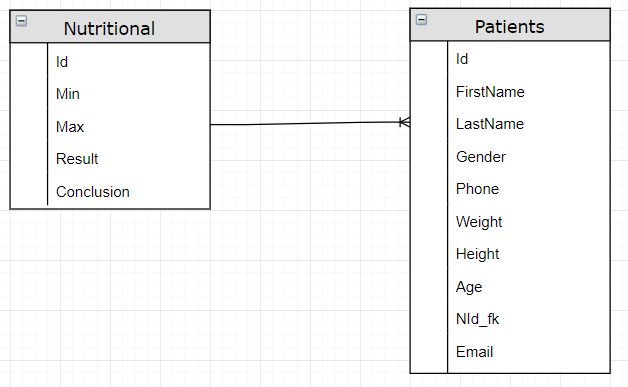 Nutritional
Id
Min
Max
Result
Conclusion
Patients
Id
FirstName
LastName
Gender
Phone
Weight
Height
Age
NId_fk
Email